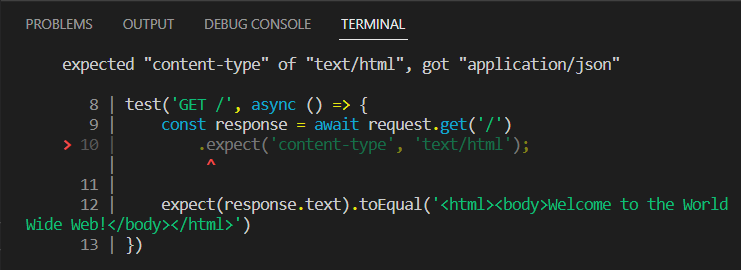 PROBLEMS OUTPUT DEBUG CONSOLE TERMINAL
expected "content-type" of "text/html", got "application/json"
8 | test('GET /', async () => {
9 | const response = await request.get('/')
> 10 | .expect('content-type', 'text/html');
| ^
11 |
12 | expect(response.text).toEqual('<html><body>Welcome to the World
Wide Web!</body></html>')
13 | })